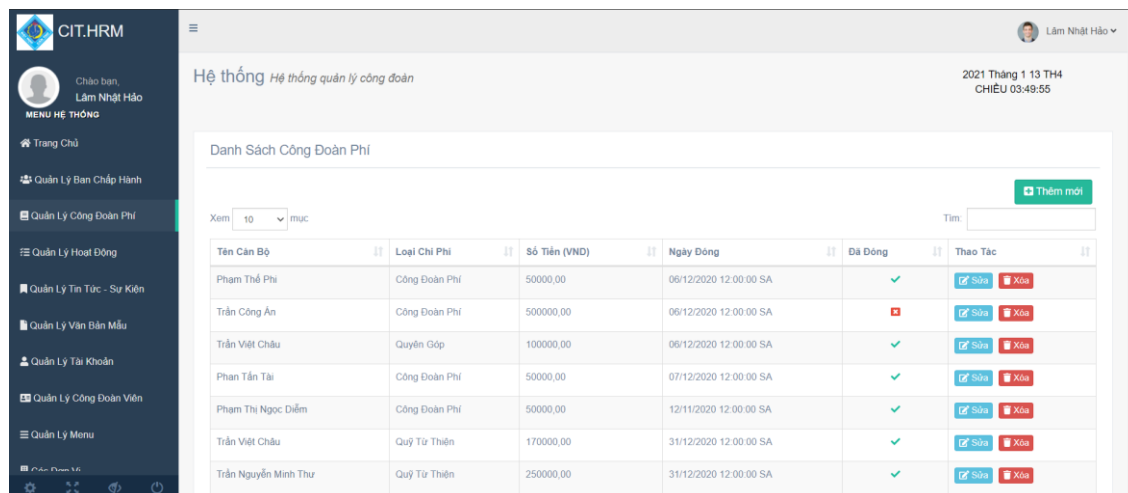 CIT.HRM
Lâm Nhật Hảo
Chào bạn,
Lâm Nhật Hảo
MENU HỆ THỐNG
Trang Chủ
Quản Lý Ban Chấp Hành
Quản Lý Công Đoàn Phí
Quản Lý Hoạt Động
Quản Lý Tin Tức - Sự Kiện
Quản Lý Văn Bản Mẫu
Quản Lý Tài Khoản
Quản Lý Công Đoàn Viên
Quản Lý Menu
Các Đơn Vị
Hệ thống Hệ thống quản lý công đoàn
2021 Tháng 1 13 TH4
CHIỀU 03:49:55
Danh Sách Công Đoàn Phí
Thêm mới
Xem 10 mục Tìm:
Tên Cán Bộ Loại Chi Phí Số Tiền (VND) Ngày Đóng Đã Đóng Thao Tác
Phạm Thế Phi Công Đoàn Phí 50000,00 06/12/2020 12:00:00 SA Sửa Xóa
Trần Công Án Công Đoàn Phí 500000,00 06/12/2020 12:00:00 SA Sửa Xóa
Trần Việt Châu Quyên Góp 100000,00 06/12/2020 12:00:00 SA Sửa Xóa
Phan Tấn Tài Công Đoàn Phí 50000,00 07/12/2020 12:00:00 SA Sửa Xóa
Phạm Thị Ngọc Diễm Công Đoàn Phí 50000,00 12/11/2020 12:00:00 SA Sửa Xóa
Trần Việt Châu Quỹ Từ Thiện 170000,00 31/12/2020 12:00:00 SA Sửa Xóa
Trần Nguyễn Minh Thư Quỹ Từ Thiện 250000,00 31/12/2020 12:00:00 SA Sửa Xóa